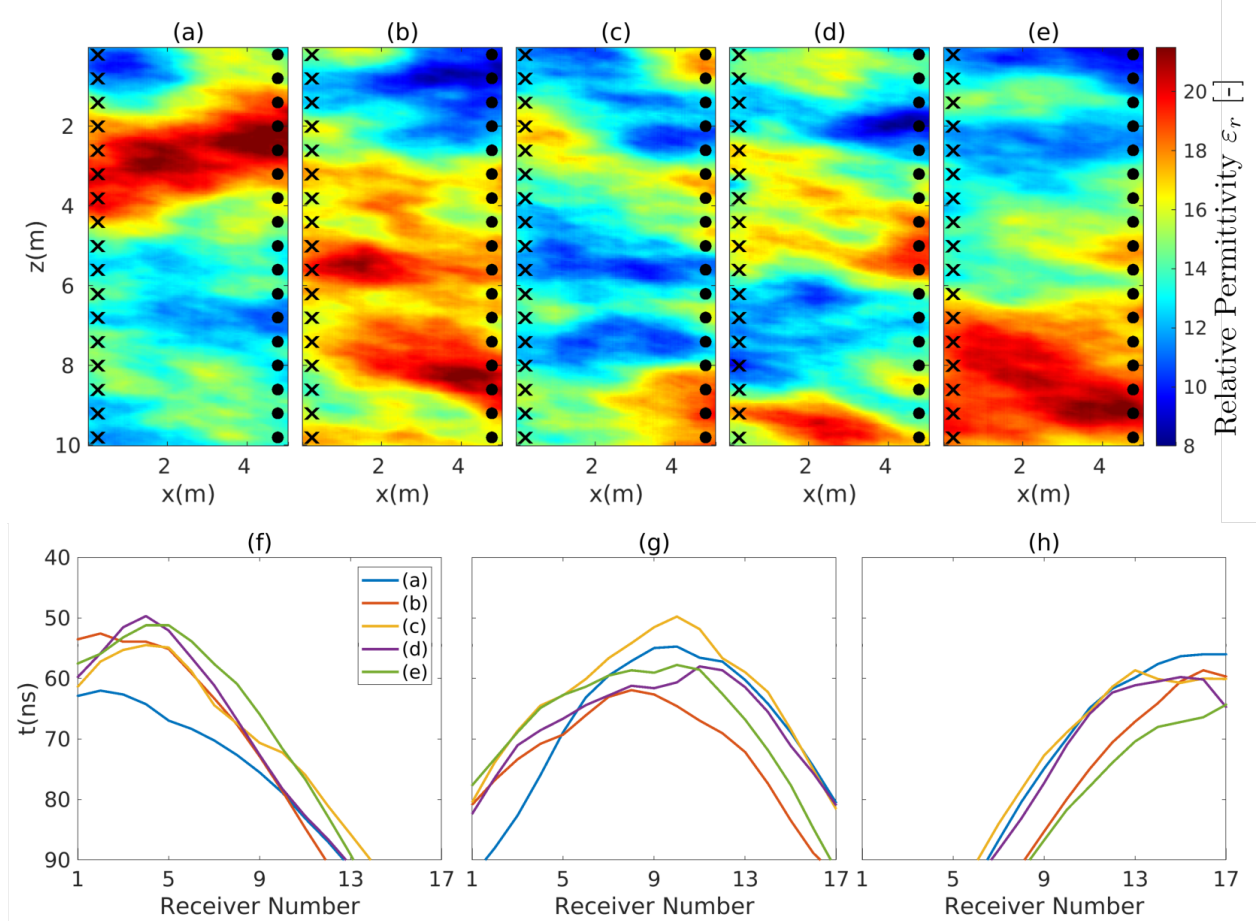 (a) (b) (c) (d) (e)
2
4
6
8
10
z(m)
2 4 2 4 2 4 2 4 2 4
x(m) x(m) x(m) x(m) x(m)
20
18
16
14
12
10
8
Relative Permittivity εr [-]
(f) (g) (h)
40
50
60
70
80
90
t(ns)
(a)
(b)
(c)
(d)
(e)
1 5 9 13 17 1 5 9 13 17 1 5 9 13 17
Receiver Number Receiver Number Receiver Number